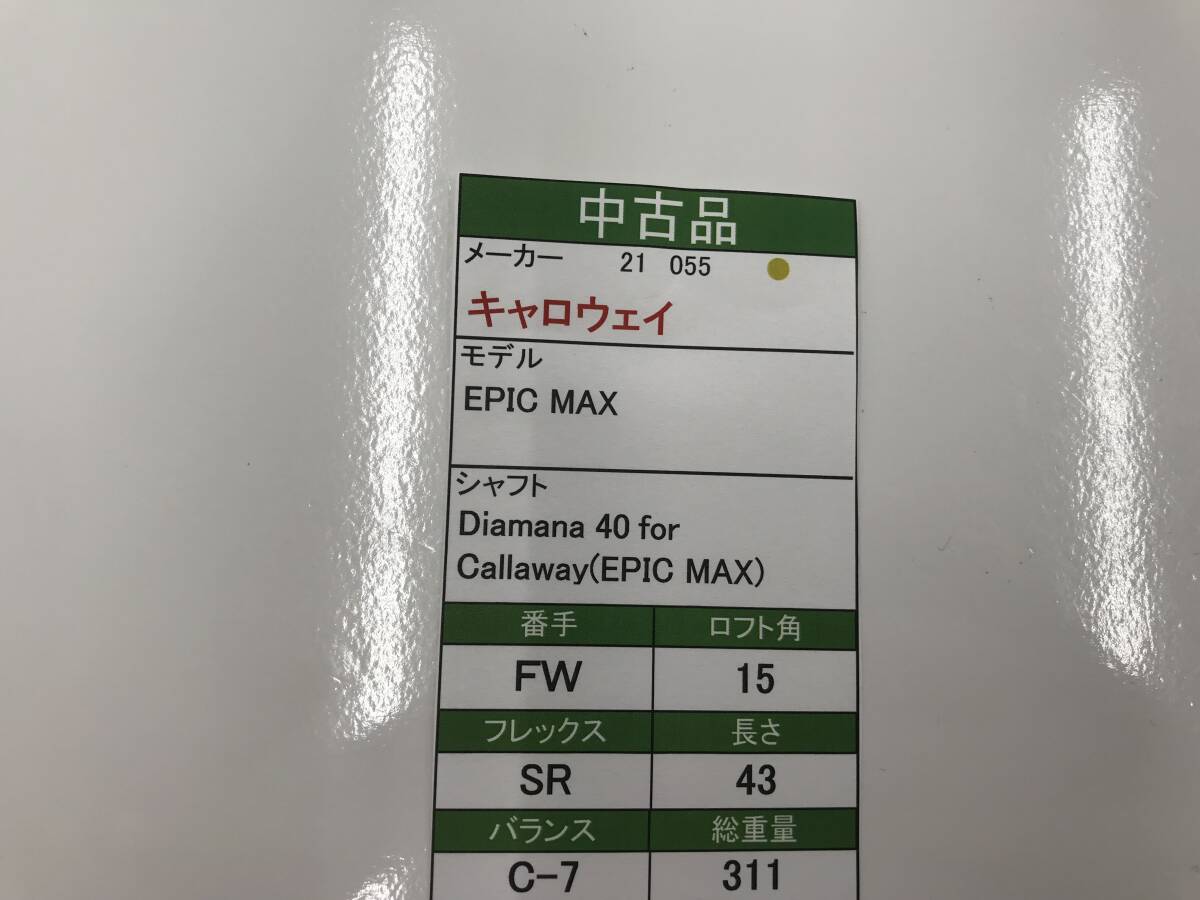 中古品
メーカー 21 055
キャロウェイ
モデル
EPIC MAX
シャフト
Diamana 40 for
Callaway(EPIC MAX)
番手 ロフト角
FW 15
フレックス 長さ
SR 43
バランス 総重量
C-7 311